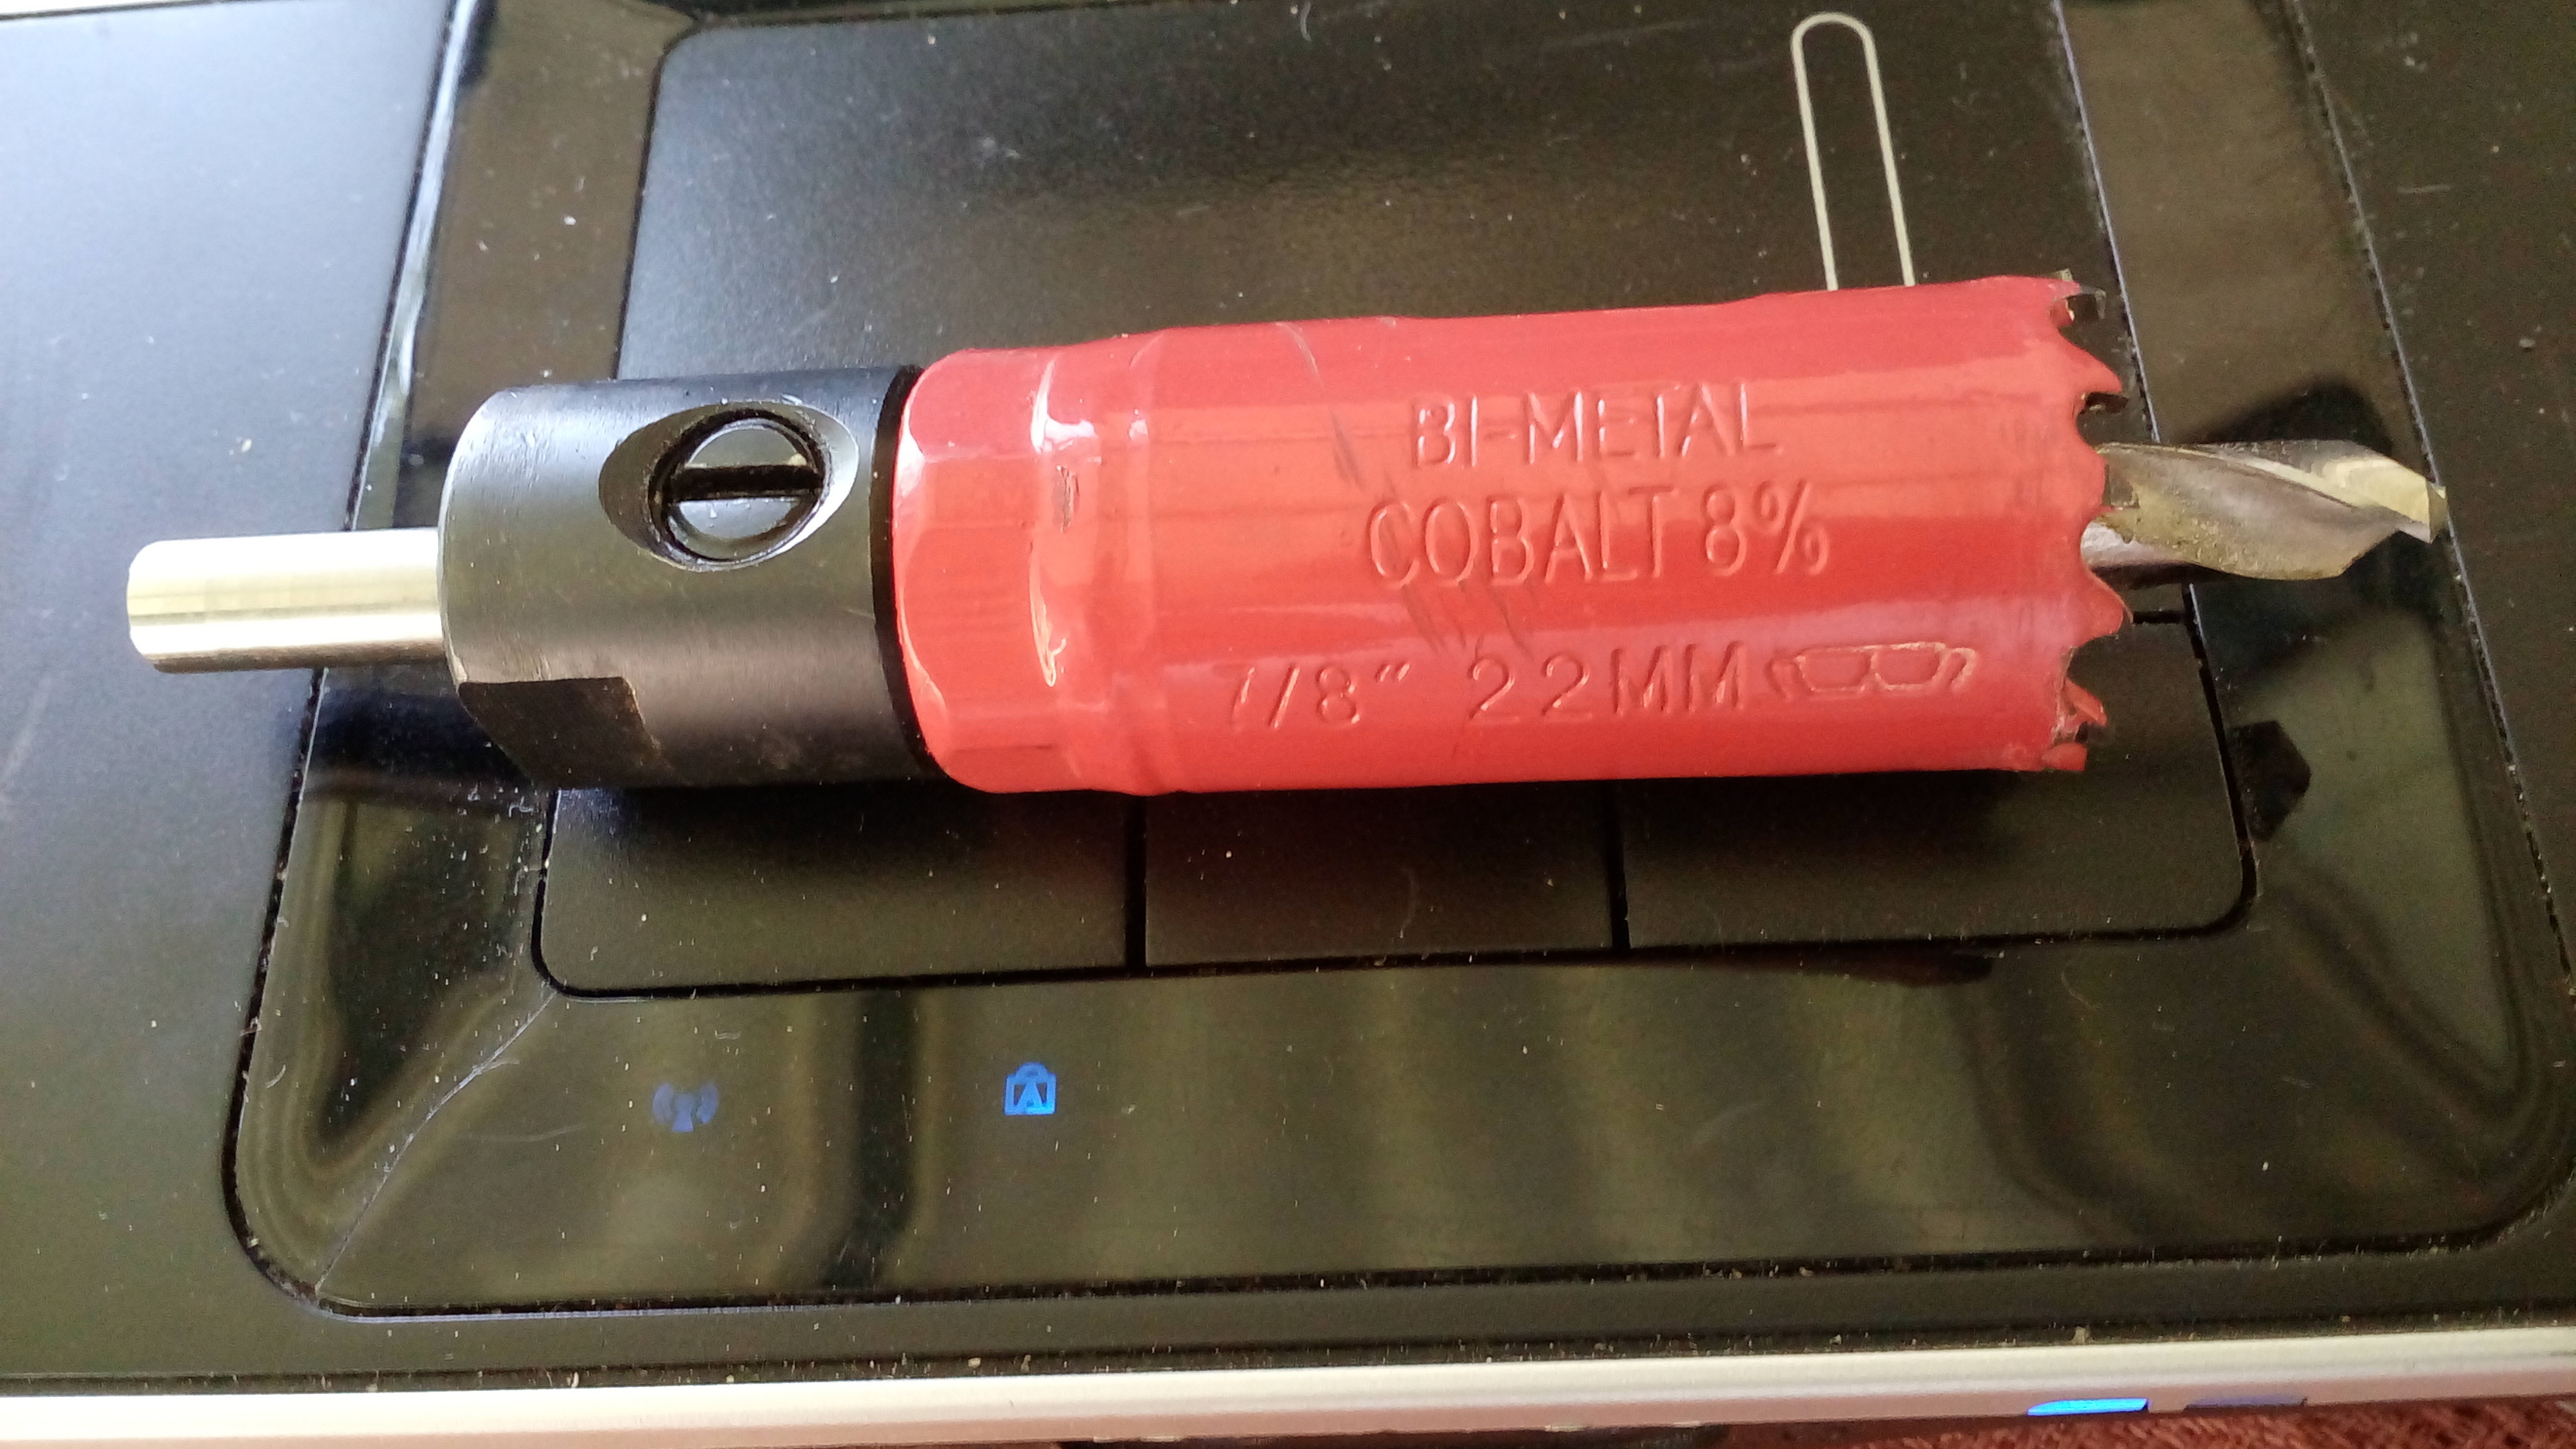 BI-METAL
COBALT 8%
7/8" 22MM